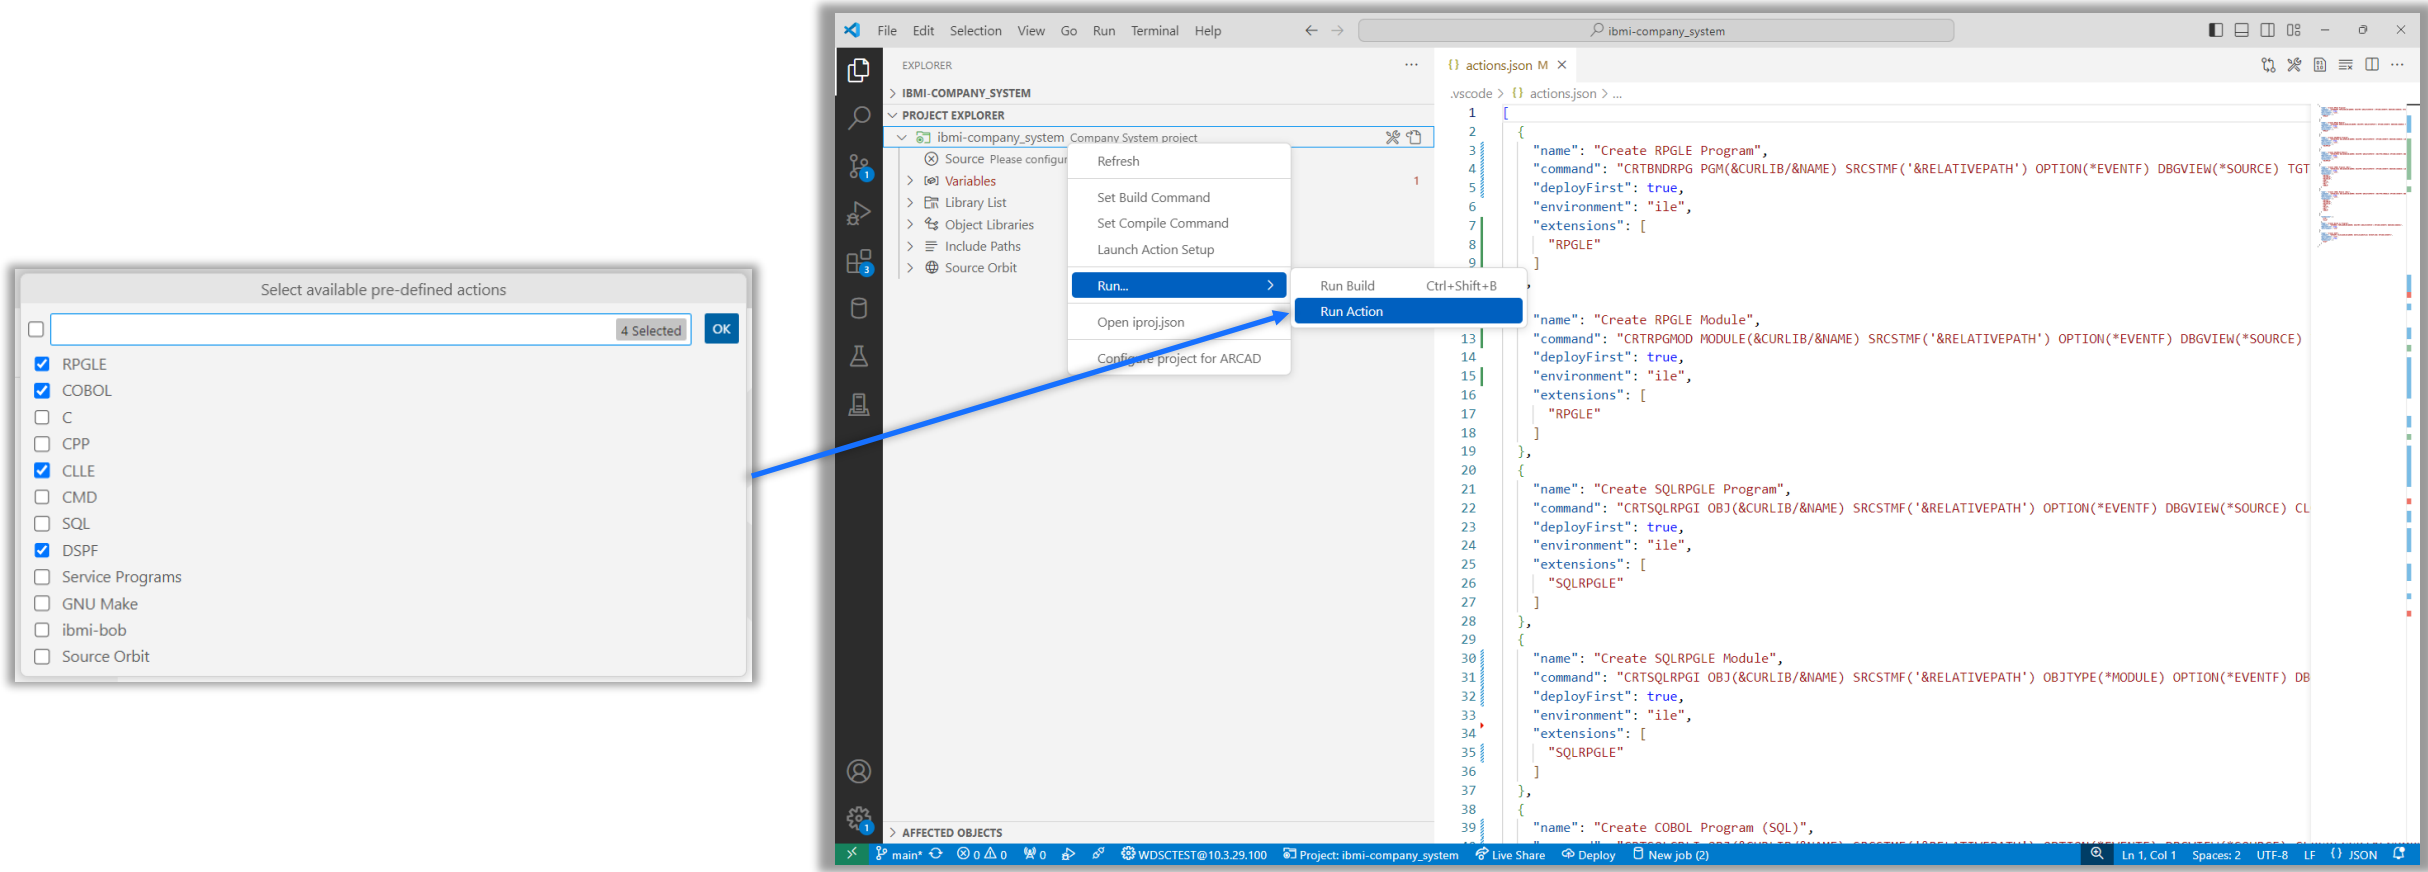 Select available pre-defined actions
4 Selected
OK
RPGLE
COBOL
C
CPP
CLLE
CMD
SQL
DSPF
Service Programs
GNU Make
ibmi-bob
Source Orbit
File Edit Selection View Go Run Terminal Help
ibmi-company_system
EXPLORER
IBMI-COMPANY_SYSTEM
PROJECT EXPLORER
ibmi-company_system Company System project
Source Please configur
Variables 1
Library List
Object Libraries
Include Paths
Source Orbit
AFFECTED OBJECTS
1
3
1
Refresh
Set Build Command
Set Compile Command
Launch Action Setup
Run...
Open iproj.json
Configure project for ARCAD
Run Build Ctrl+Shift+B
Run Action
actions.json M
.vscode > {} actions.json > ...
1 [
2 {
3 "name": "Create RPGLE Program",
4 "command": "CRTBNDRPG PGM(&CURLIB/&NAME) SRCSTMF('&RELATIVEPATH') OPTION(*EVENTF) DBGVIEW(*SOURCE) TGT
5 "deployFirst": true,
6 "environment": "ile",
7 "extensions": [
8 "RPGLE"
9 ]
,
"name": "Create RPGLE Module",
13 "command": "CRTRPGMOD MODULE(&CURLIB/&NAME) SRCSTMF('&RELATIVEPATH') OPTION(*EVENTF) DBGVIEW(*SOURCE)
14 "deployFirst": true,
15 "environment": "ile",
16 "extensions": [
17 "RPGLE"
18 ]
19 },
20 {
21 "name": "Create SQLRPGLE Program",
22 "command": "CRTSQLRPGI OBJ(&CURLIB/&NAME) SRCSTMF('&RELATIVEPATH') OPTION(*EVENTF) DBGVIEW(*SOURCE) CL
23 "deployFirst": true,
24 "environment": "ile",
25 "extensions": [
26 "SQLRPGLE"
27 ]
28 },
29 {
30 "name": "Create SQLRPGLE Module",
31 "command": "CRTSQLRPGI OBJ(&CURLIB/&NAME) SRCSTMF('&RELATIVEPATH') OBJTYPE(*MODULE) OPTION(*EVENTF) DB
32 "deployFirst": true,
33 "environment": "ile",
34 "extensions": [
35 "SQLRPGLE"
36 ]
37 },
38 {
39 "name": "Create COBOL Program (SQL)",
main* 0 0 0 WDSCTEST@10.3.29.100 Project: ibmi-company_system Live Share Deploy New job (2) Ln 1, Col 1 Spaces: 2 UTF-8 LF {} JSON